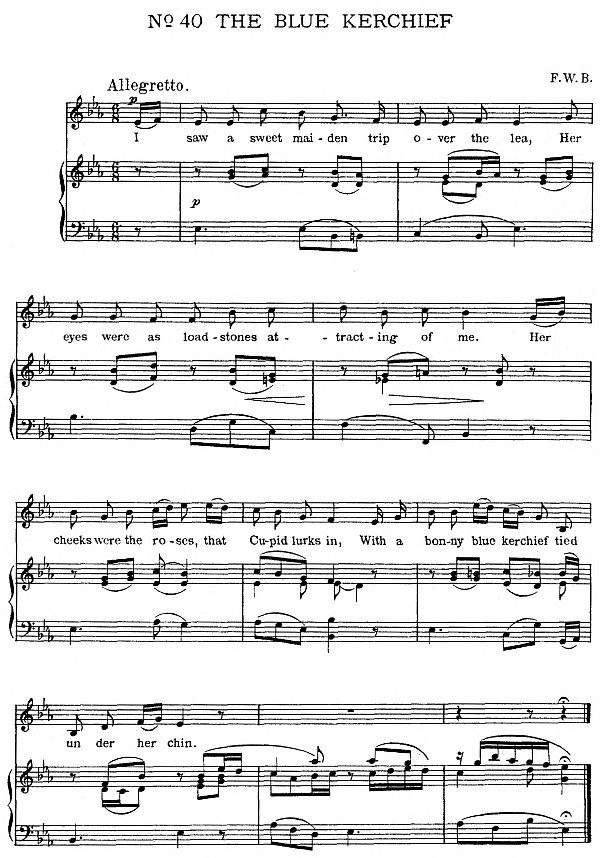 Nº 40 THE BLUE KERCHIEF
Allegretto.
F. W. B.
p
I saw a sweet mai - den trip o - ver the lea, Her
p
eyes were as load - stones at - - tract - ing of me. Her
cheeks were the ro - ses, that Cu - pid lurks in, With a bon - ny blue kerchief tied
un der her chin.